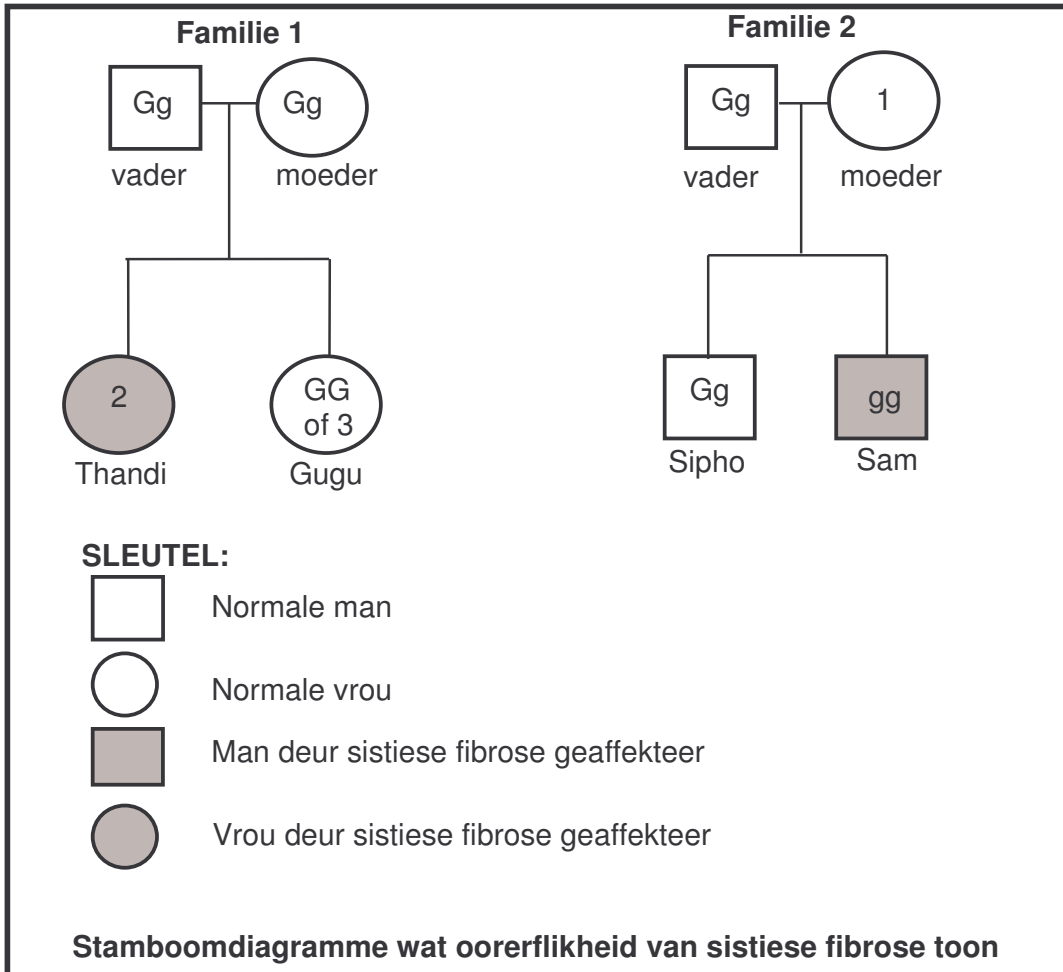 Familie 1
Gg
Gg
vader
moeder
2
GG
of 3
Thandi
Gugu
Familie 2
Gg
1
vader
moeder
Gg
gg
Sipho
Sam
SLEUTEL:
Normale man
Normale vrou
Man deur sistiese fibrose geaffekteer
Vrou deur sistiese fibrose geaffekteer
Stamboomdiagramme wat oorerflikheid van sistiese fibrose toon